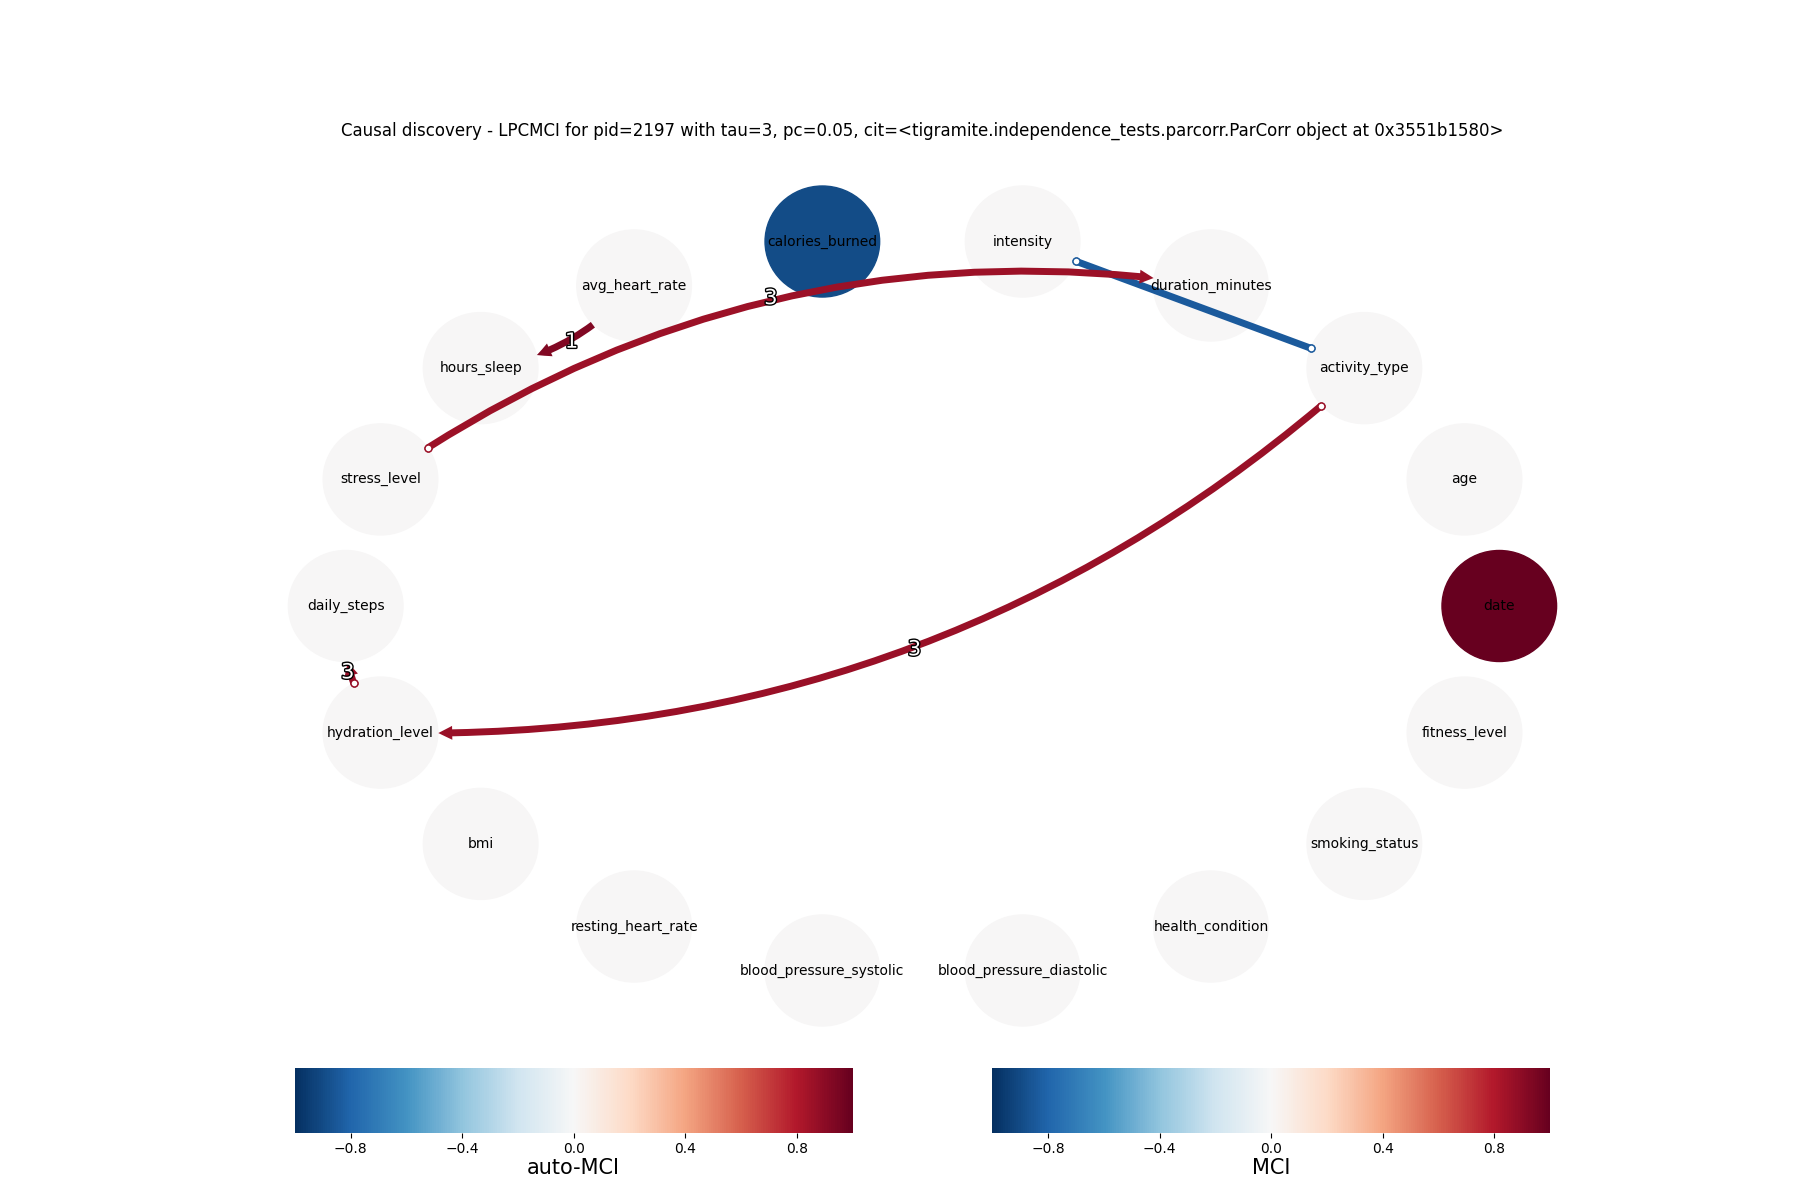 Causal discovery - LPCMCI for pid=2197 with tau=3, pc=0.05, cit=<tigramite.independence_tests.parcorr.ParCorr object at 0x3551b1580>
calories_burned
intensity
avg_heart_rate
duration_minutes
3
1
hours_sleep
activity_type
stress_level
age
daily_steps
date
3
3
hydration_level
fitness_level
bmi
smoking_status
resting_heart_rate
health_condition
blood_pressure_systolic
blood_pressure_diastolic
−0.8 −0.4 0.0 0.4 0.8
auto-MCI
−0.8 −0.4 0.0 0.4 0.8
MCI